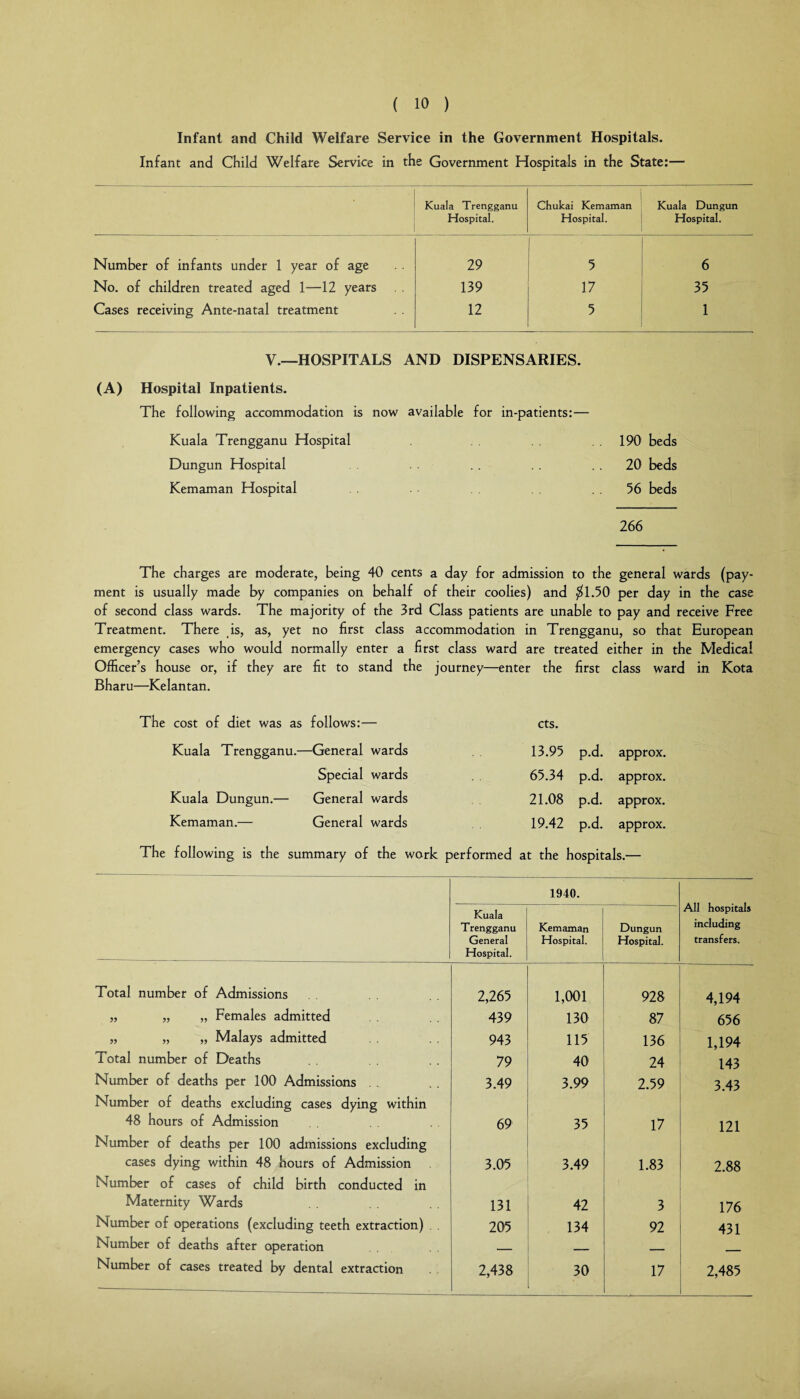 ( 10 )
Infant and Child Welfare Service in the Government Hospitals.
Infant and Child Welfare Service in the Government Hospitals in the State:—
Kuala Trengganu Hospital. Chukai Kemaman Hospital. Kuala Dungun Hospital.
Number of infants under 1 year of age . . 29 5 6
No. of children treated aged 1—12 years . . 139 17 35
Cases receiving Ante-natal treatment . . 12 5 1
V.—HOSPITALS AND DISPENSARIES.
(A) Hospital Inpatients.
The following accommodation is now available for in-patients:—
Kuala Trengganu Hospital . . . . . . . 190 beds
Dungun Hospital . . . . . . . . . . 20 beds
Kemaman Hospital . . . . . . . . . . 56 beds
266
The charges are moderate, being 40 cents a day for admission to the general wards (pay-
ment is usually made by companies on behalf of their coolies) and $1.50 per day in the case
of second class wards. The majority of the 3rd Class patients are unable to pay and receive Free
Treatment. There is, as, yet no first class accommodation in Trengganu, so that European
emergency cases who would normally enter a first class ward are treated either in the Medical
Officer's house or, if they are fit to stand the journey—enter the first class ward in Kota
Bharu—Kelantan.
The cost of diet was as follows:— cts.
Kuala Trengganu.—General wards . . 13.95 p.d. approx.
Special wards . . 65.34 p.d. approx.
Kuala Dungun.— General wards . . 21.08 p.d. approx.
Kemaman.— General wards . . 19.42 p.d. approx.
The following is the summary of the work performed at the hospitals.—
1940.
Kuala Trengganu General Hospital. Kemaman Hospital. Dungun Hospital. All hospitals including transfers.
Total number of Admissions . . . . . . 2,265 1,001 928 4,194
„ „ „ Females admitted . . . . 439 130 87 656
„ „ „ Malays admitted . . . . 943 115 136 1,194
Total number of Deaths . . . . . . 79 40 24 143
Number of deaths per 100 Admissions . . . . 3.49 3.99 2.59 3.43
Number of deaths excluding cases dying within
48 hours of Admission . . . . . . 69 35 17 121
Number of deaths per 100 admissions excluding
cases dying within 48 hours of Admission . 3.05 3.49 1.83 2.88
Number of cases of child birth conducted in
Maternity Wards . . . . . . 131 42 3 176
Number of operations (excluding teeth extraction) . . 205 134 92 431
Number of deaths after operation . . . . — — — —
Number of cases treated by dental extraction . . 2,438 30 17 2,485